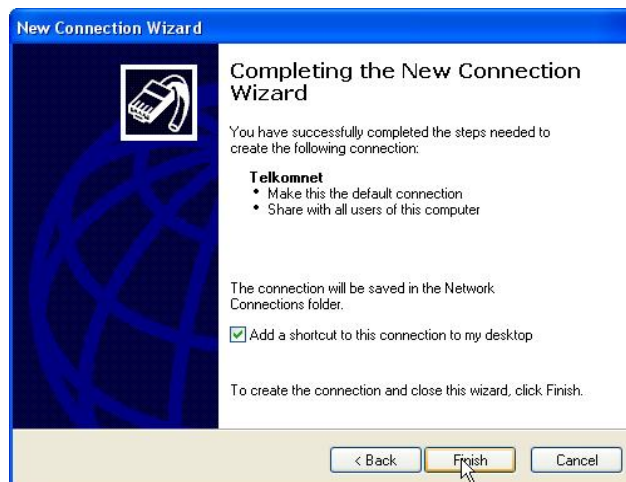 New Connection Wizard
Completing the New Connection
Wizard
You have successfully completed the steps needed to
create the following connection:
Telkomnet
• Make this the default connection
• Share with all users of this computer
The connection will be saved in the Network
Connections folder.
Add a shortcut to this connection to my desktop
To create the connection and close this wizard, click Finish.
< Back
Finish
Cancel